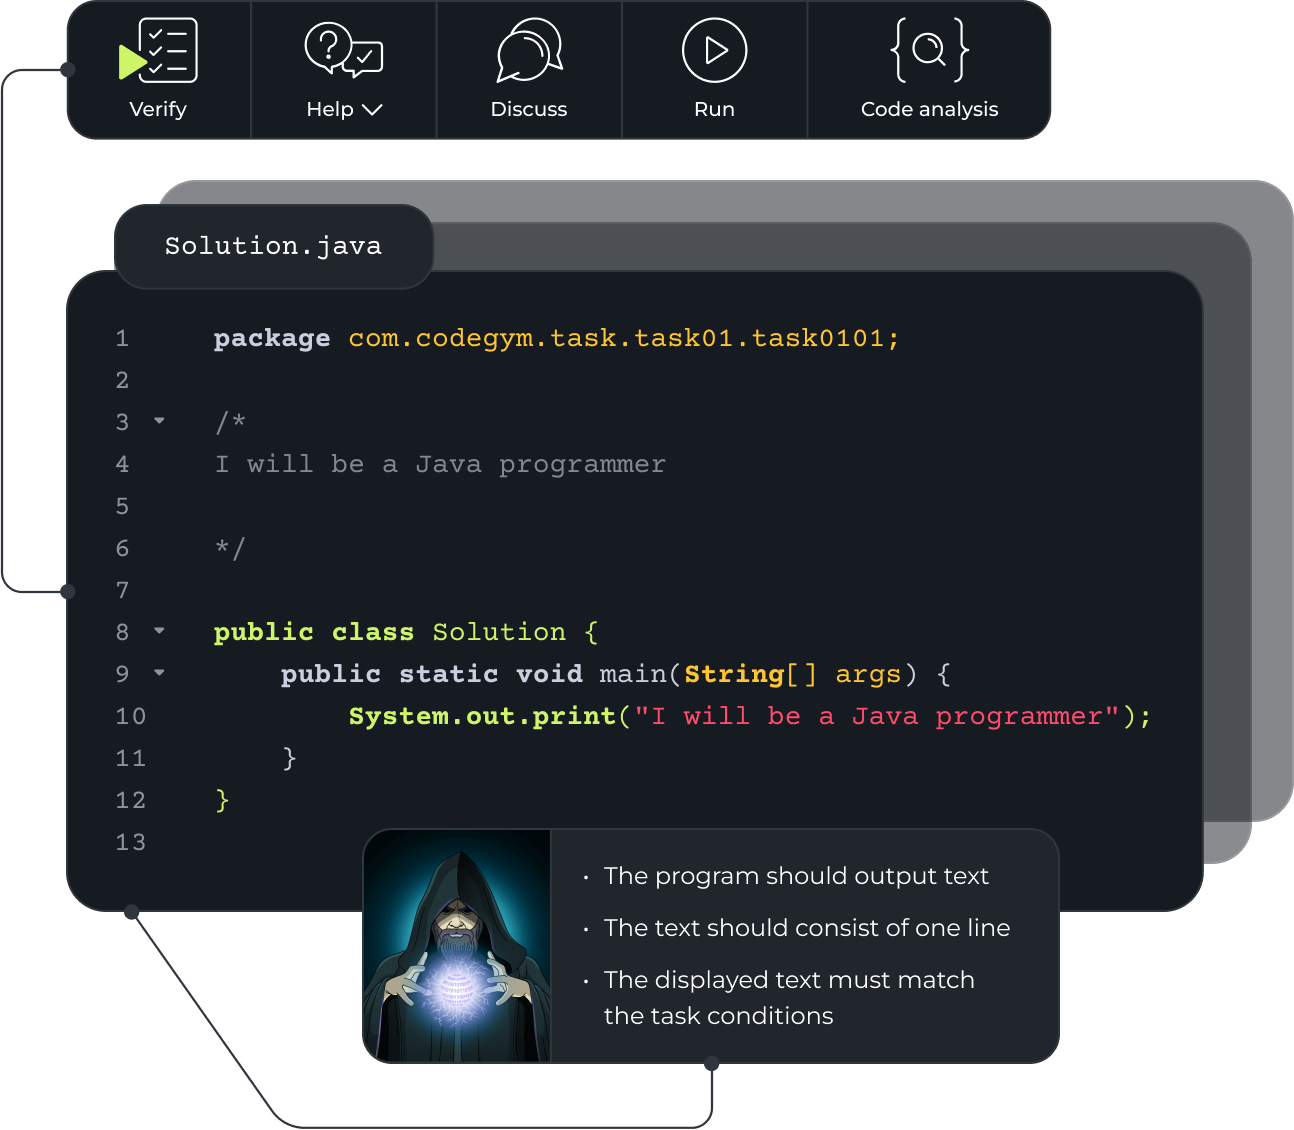 Verify
Help
Discuss
Run
Code analysis
Solution.java
1 package com.codegym.task.task01.task0101;
2
3 /*
4 I will be a Java programmer
5
6 */
7
8 public class Solution {
9 public static void main(String[] args) {
10 System.out.print("I will be a Java programmer");
11 }
12 }
13
• The program should output text
• The text should consist of one line
• The displayed text must match
the task conditions